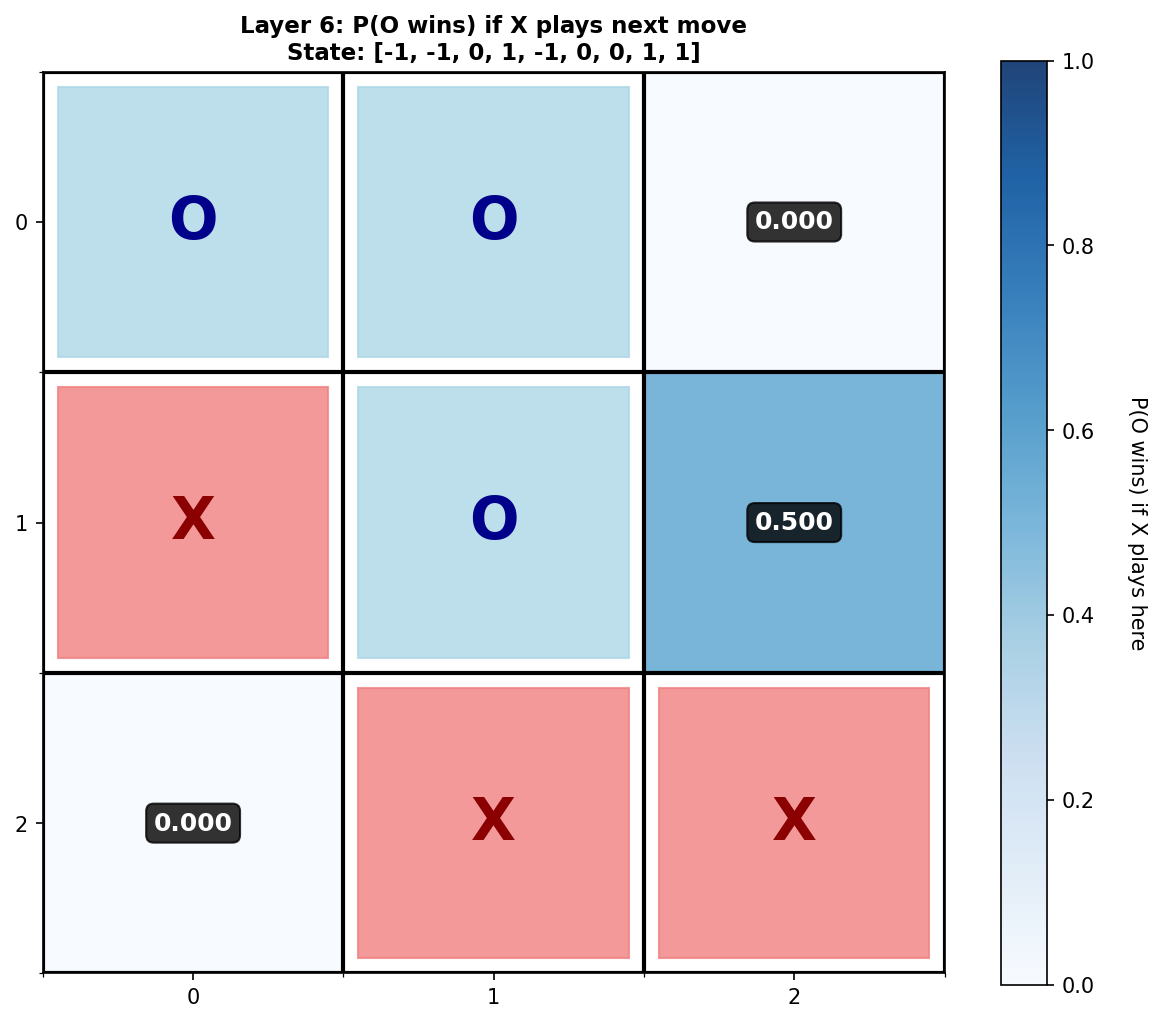 Layer 6: P(O wins) if X plays next move
State: [-1, -1, 0, 1, -1, 0, 0, 1, 1]
0
O
O
0.000
1
X
O
0.500
2
0.000
X
X
0
1
2
1.0
0.8
0.6
0.4
0.2
0.0
P(O wins) if X plays here